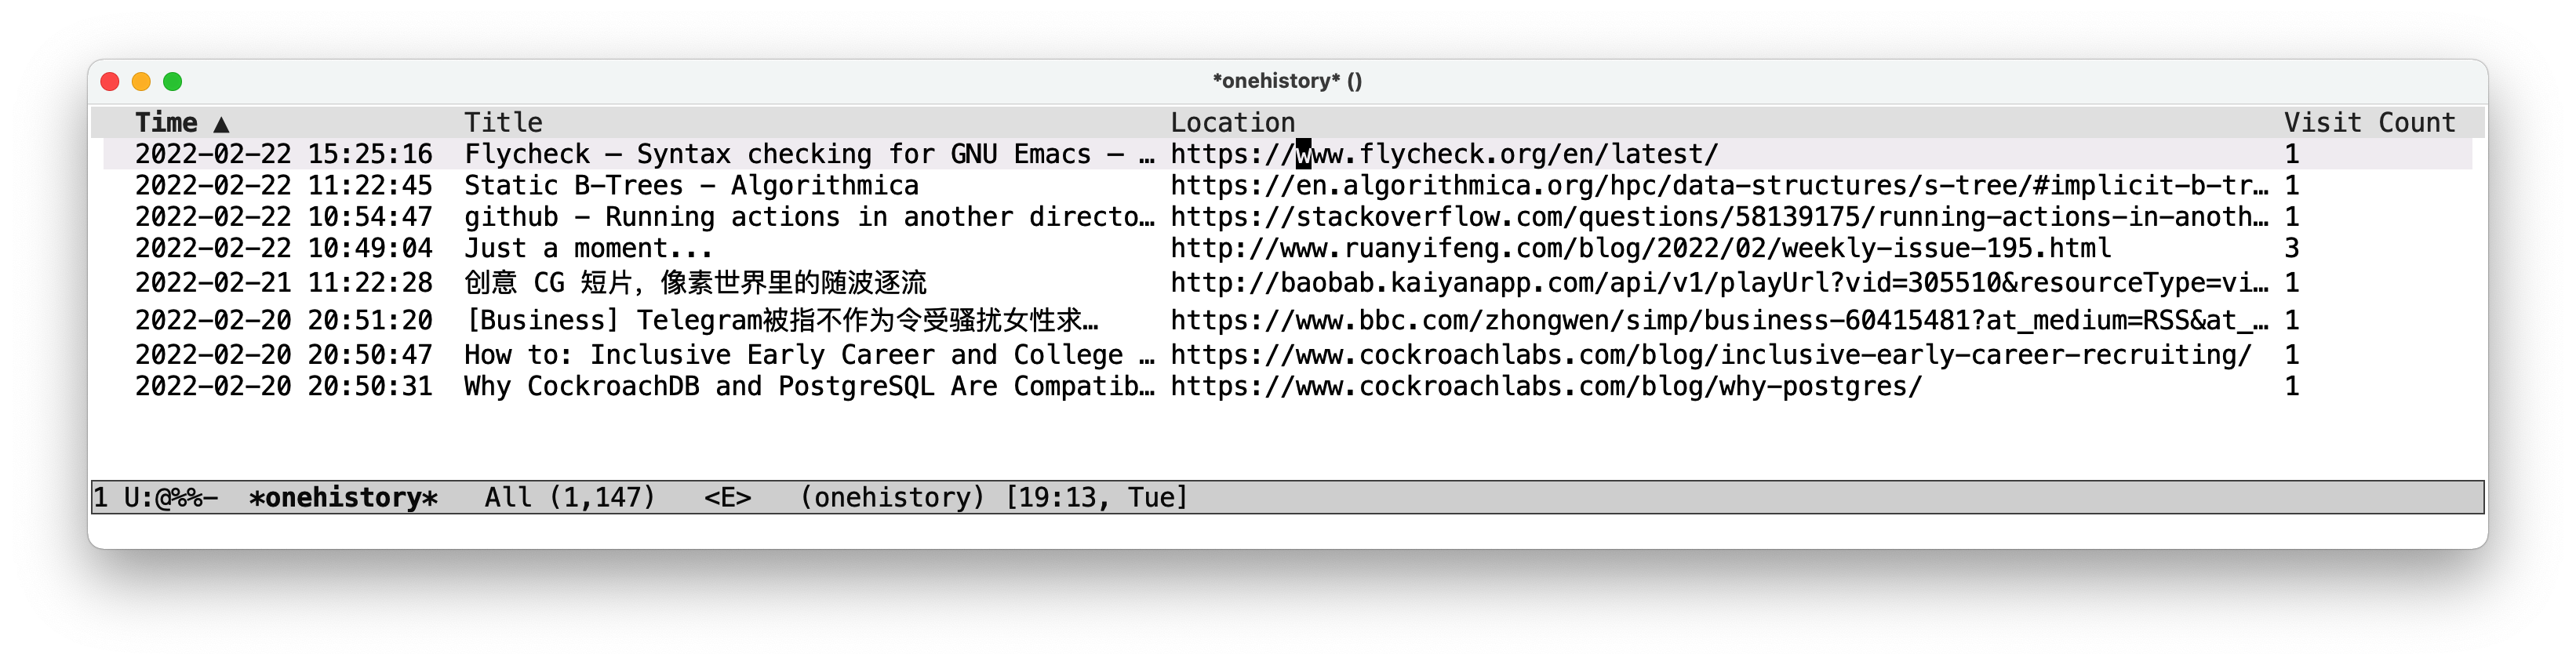 *onehistory* ()
Time ▲ Title Location Visit Count
2022-02-22 15:25:16 Flycheck — Syntax checking for GNU Emacs — … https://www.flycheck.org/en/latest/ 1
2022-02-22 11:22:45 Static B-Trees - Algorithmica https://en.algorithmica.org/hpc/data-structures/s-tree/#implicit-b-tr… 1
2022-02-22 10:54:47 github - Running actions in another directo… https://stackoverflow.com/questions/58139175/running-actions-in-anoth… 1
2022-02-22 10:49:04 Just a moment... http://www.ruanyifeng.com/blog/2022/02/weekly-issue-195.html 3
2022-02-21 11:22:28 创意 CG 短片，像素世界里的随波逐流 http://baobab.kaiyanapp.com/api/v1/playUrl?vid=305510&resourceType=vi… 1
2022-02-20 20:51:20 [Business] Telegram被指不作为令受骚扰女性求… https://www.bbc.com/zhongwen/simp/business-60415481?at_medium=RSS&at_… 1
2022-02-20 20:50:47 How to: Inclusive Early Career and College … https://www.cockroachlabs.com/blog/inclusive-early-career-recruiting/ 1
2022-02-20 20:50:31 Why CockroachDB and PostgreSQL Are Compatib… https://www.cockroachlabs.com/blog/why-postgres/ 1
1 U:@%%- *onehistory* All (1,147) <E> (onehistory) [19:13, Tue]